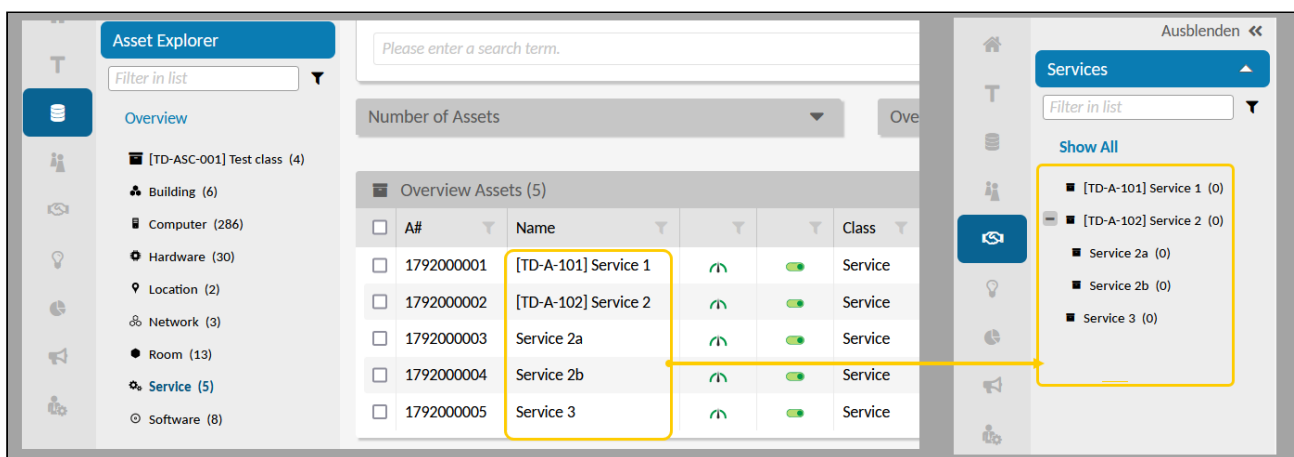 Asset Explorer
Filter in list
Overview
[TD-ASC-001] Test class (4)
Building (6)
Computer (286)
Hardware (30)
Location (2)
Network (3)
Room (13)
Service (5)
Software (8)
Please enter a search term.
Number of Assets
Ove
Overview Assets (5)
A# Name Class
1792000001 [TD-A-101] Service 1 Service
1792000002 [TD-A-102] Service 2 Service
1792000003 Service 2a Service
1792000004 Service 2b Service
1792000005 Service 3 Service
Ausblenden
Services
Filter in list
Show All
[TD-A-101] Service 1 (0)
[TD-A-102] Service 2 (0)
Service 2a (0)
Service 2b (0)
Service 3 (0)